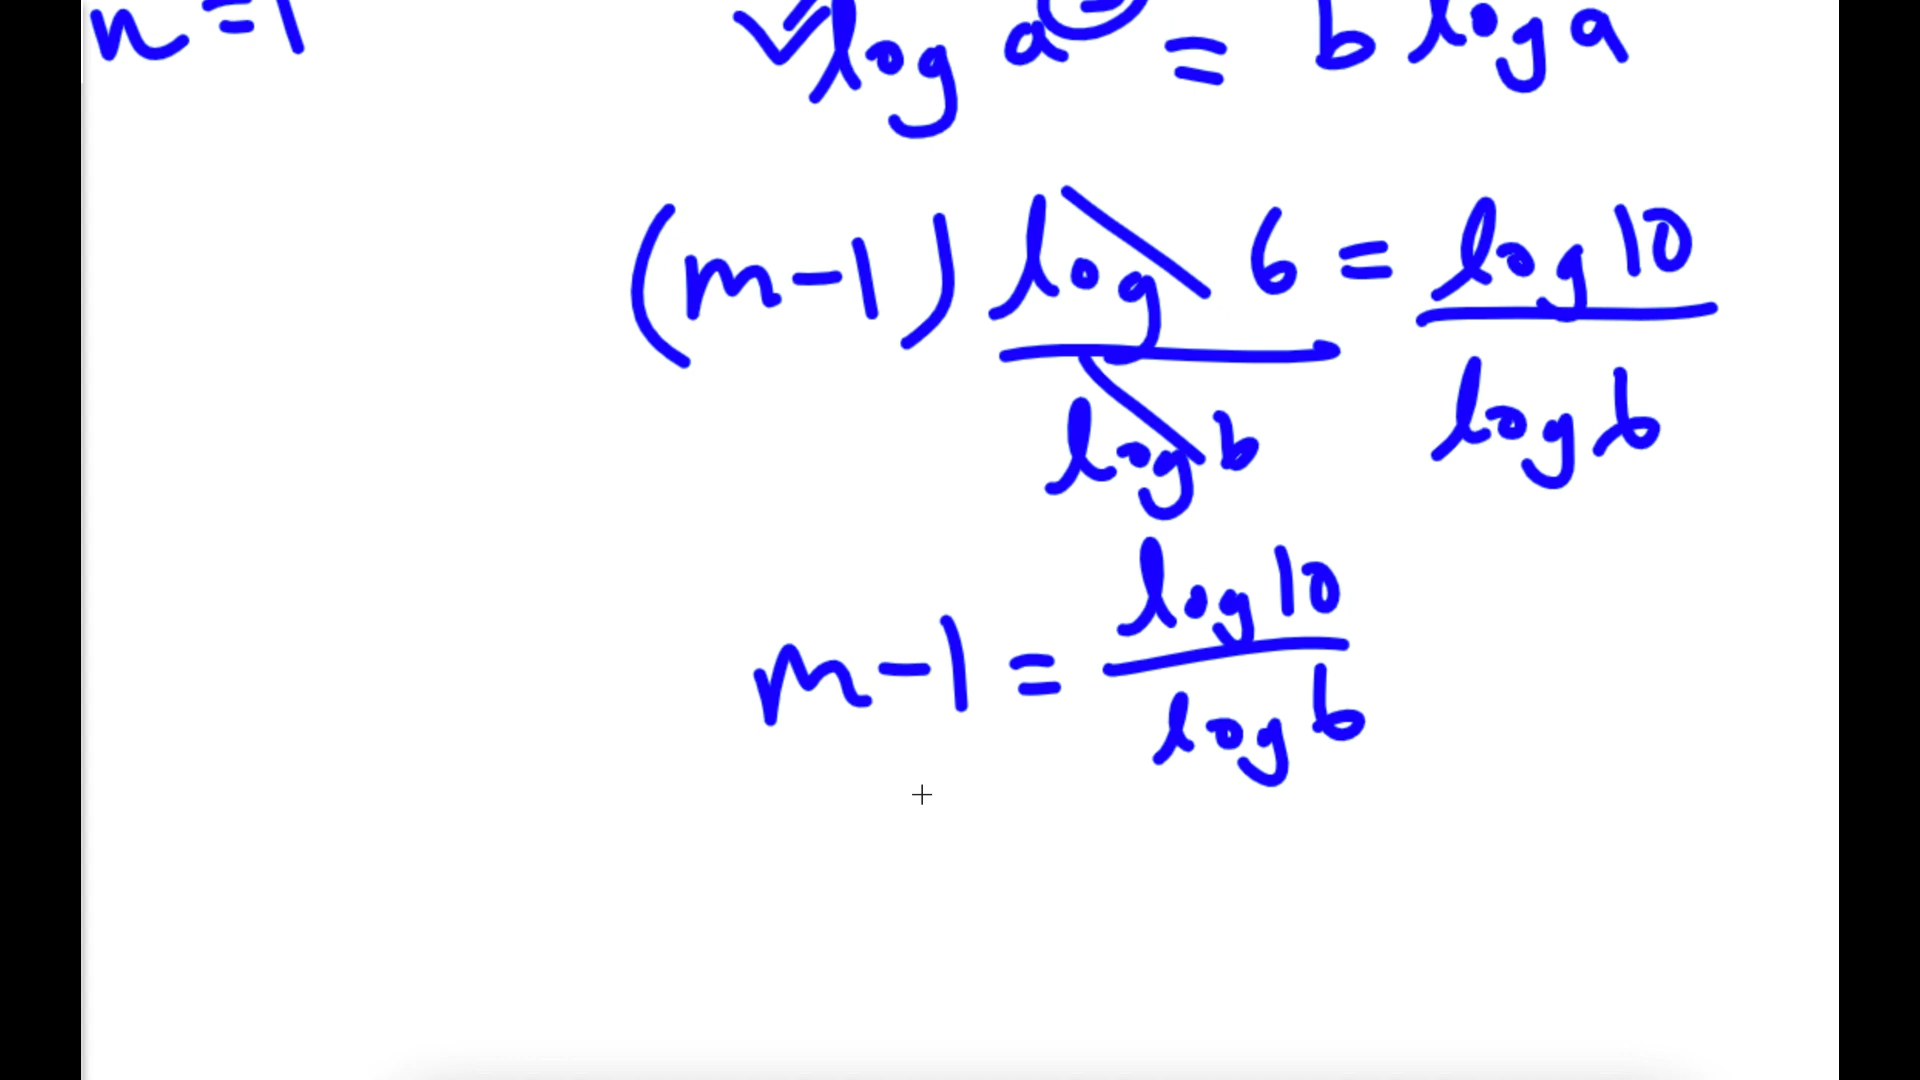 n = 1
log a = b log a
(m-1) log 6 = log 10
log 6 log 6
m-1 = log 10
log 6